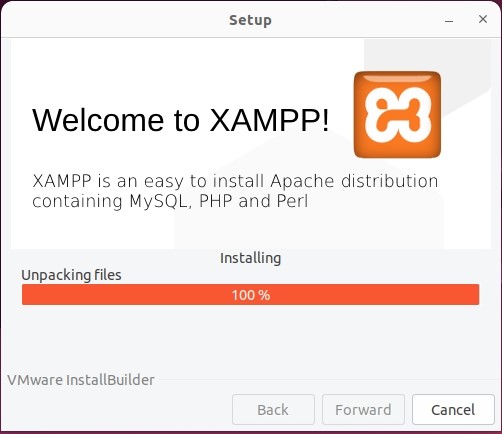 Setup
Welcome to XAMPP!
XAMPP is an easy to install Apache distribution
containing MySQL, PHP and Perl
Installing
Unpacking files
100 %
VMware InstallBuilder
Back
Forward
Cancel